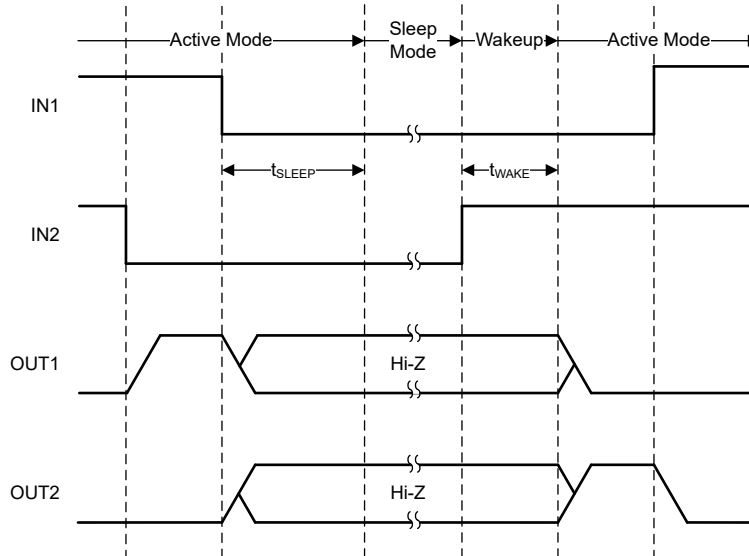 Active Mode
Sleep
Mode
Wakeup
Active Mode
IN1
tSLEEP
tWAKE
IN2
OUT1
Hi-Z
OUT2
Hi-Z